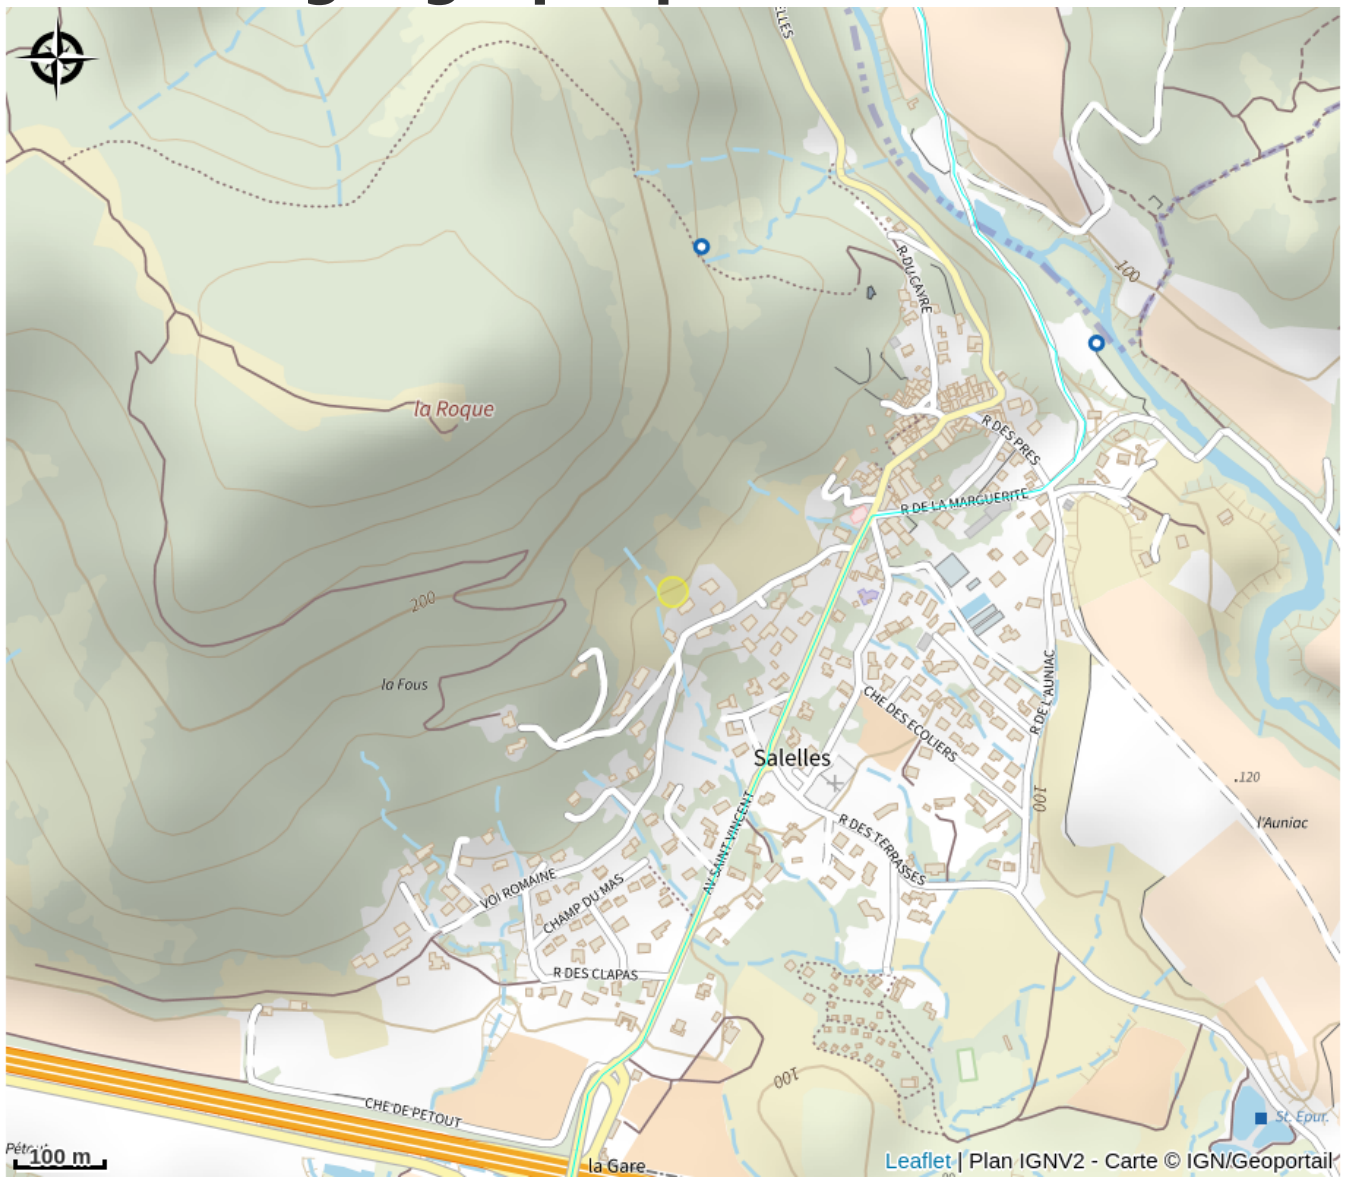 R DU CAYRE
100
la Roque
R DES PRES
R DE LA MARGUERITE
200
la Fous
R DE L'AUNIAC
CHE DES ECOLIERS
Salelles
.120
100
l'Auniac
AV SAINT VINCENT
R DES TERRASSES
VOI ROMAINE
CHAMP DU MAS
R DES CLAPAS
100
CHE DE PETOUT
St. Epur.
100 m
la Gare
Leaflet | Plan IGNV2 - Carte © IGN/Geoportail